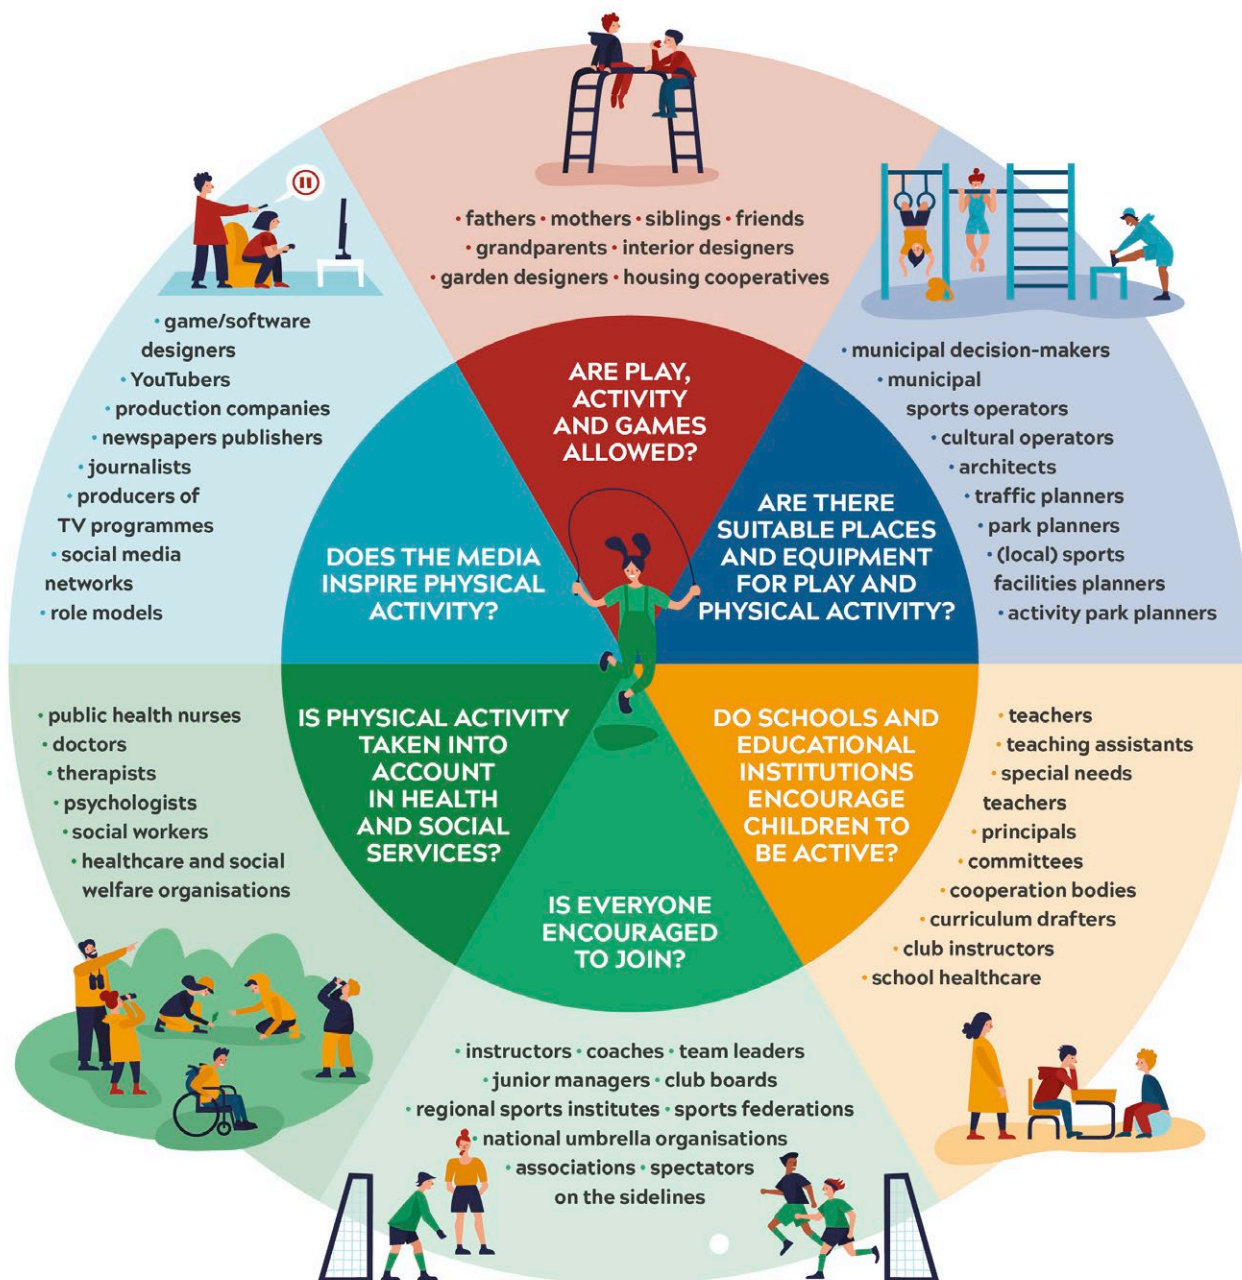 • fathers • mothers • siblings • friends
• grandparents • interior designers
• garden designers • housing cooperatives
ARE PLAY,
ACTIVITY
AND GAMES
ALLOWED?
• municipal decision-makers
• municipal
sports operators
• cultural operators
• architects
• traffic planners
• park planners
• (local) sports
facilities planners
• activity park planners
ARE THERE
SUITABLE PLACES
AND EQUIPMENT
FOR PLAY AND
PHYSICAL ACTIVITY?
DO SCHOOLS AND
EDUCATIONAL
INSTITUTIONS
ENCOURAGE
CHILDREN TO
BE ACTIVE?
• teachers
• teaching assistants
• special needs
teachers
• principals
• committees
• cooperation bodies
• curriculum drafters
• club instructors
• school healthcare
IS EVERYONE
ENCOURAGED
TO JOIN?
• instructors • coaches • team leaders
• junior managers • club boards
• regional sports institutes • sports federations
• national umbrella organisations
• associations • spectators
on the sidelines
IS PHYSICAL ACTIVITY
TAKEN INTO
ACCOUNT
IN HEALTH
AND SOCIAL
SERVICES?
• public health nurses
• doctors
• therapists
• psychologists
• social workers
• healthcare and social
welfare organisations
DOES THE MEDIA
INSPIRE PHYSICAL
ACTIVITY?
• game/software
designers
• YouTubers
• production companies
• newspapers publishers
• journalists
• producers of
TV programmes
• social media
networks
• role models